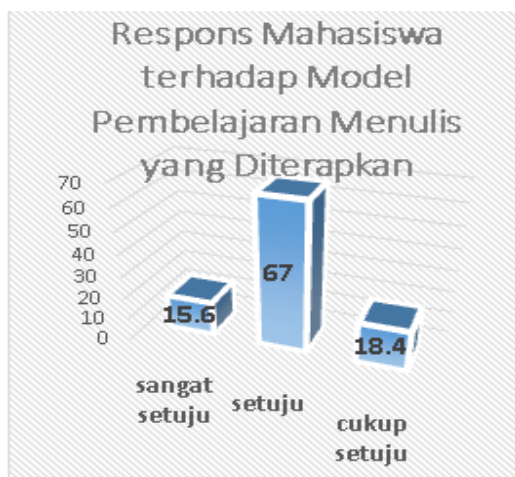 Respons Mahasiswa
terhadap Model
Pembelajaran Menulis
yang Diterapkan
70
60
50
40
30
20
10
0
15.6
67
18.4
sangat
setuju
setuju
cukup
setuju